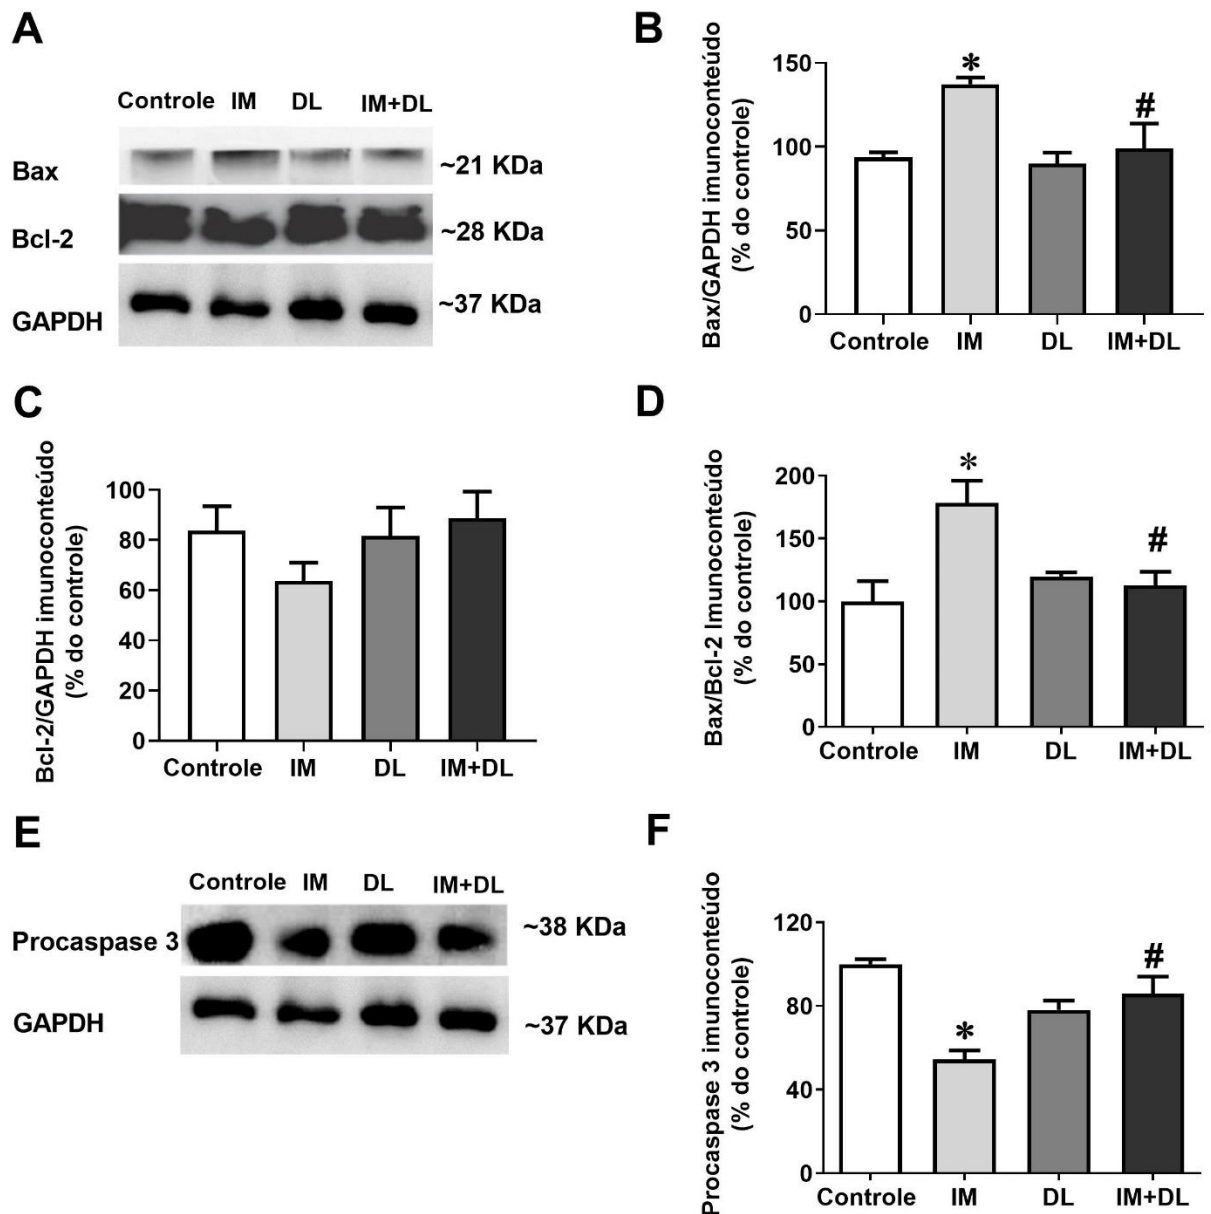 A
Controle IM DL IM+DL
Bax
~21 KDa
Bcl-2
~28 KDa
GAPDH
~37 KDa
B
Bax/GAPDH imunoconteúdo
(% do controle)
150
100
50
0
*
#
Controle IM DL IM+DL
C
Bcl-2/GAPDH imunoconteúdo
(% do controle)
100
80
60
40
20
0
Controle IM DL IM+DL
D
Bax/Bcl-2 Imunoconteúdo
(% do controle)
200
150
100
50
0
*
#
Controle IM DL IM+DL
E
Controle IM DL IM+DL
Procaspase 3
~38 KDa
GAPDH
~37 KDa
F
Procaspase 3 imunoconteúdo
(% do controle)
120
80
40
0
*
#
Controle IM DL IM+DL